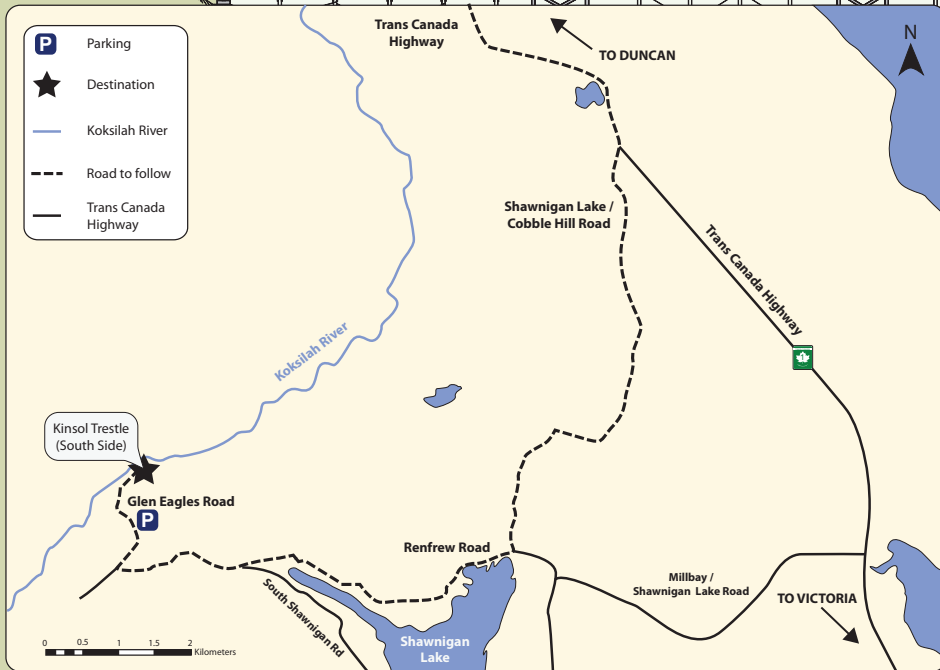 P
Parking
Destination
Koksilah River
Road to follow
Trans Canada
Highway
Trans Canada
Highway
TO DUNCAN
N
Shawnigan Lake /
Cobble Hill Road
Trans Canada Highway
Koksilah River
Kinsol Trestle
(South Side)
Glen Eagles Road
P
Renfrew Road
South Shawnigan Rd
Millbay /
Shawnigan Lake Road
TO VICTORIA
Shawnigan
Lake
0 0.5 1 1.5 2
Kilometers